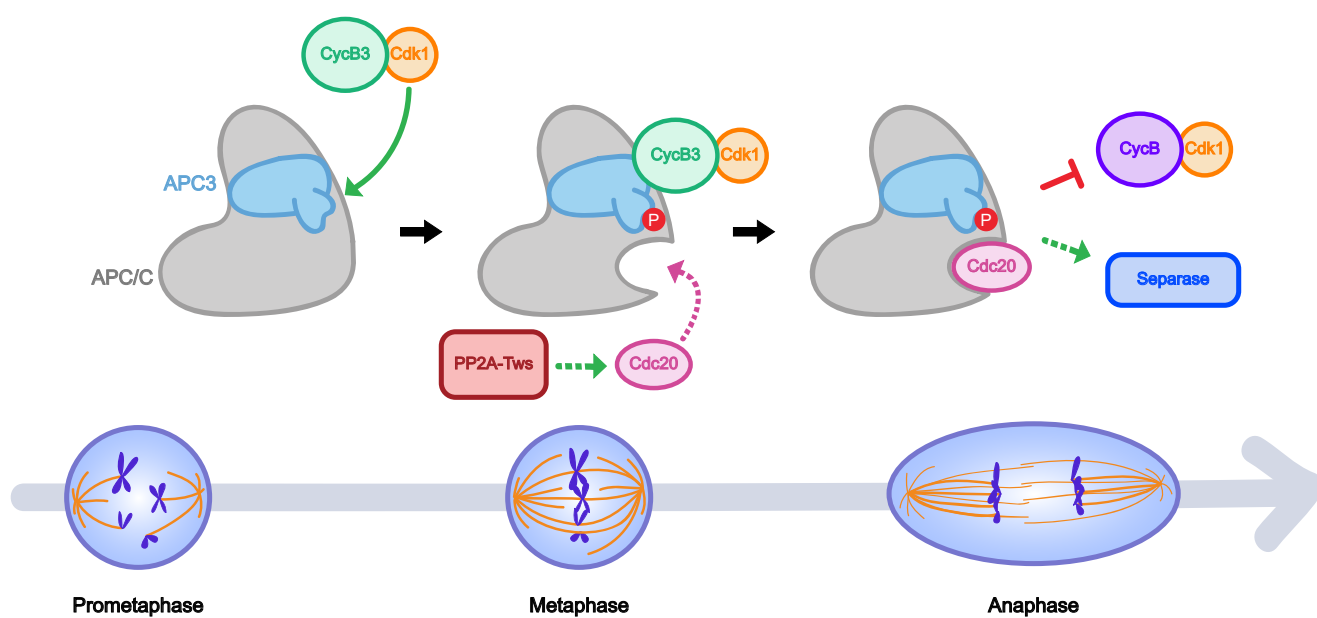 CycB3
Cdk1
APC3
APC/C
CycB3
Cdk1
P
PP2A-Tws
Cdc20
CycB
Cdk1
P
Cdc20
Separase
Prometaphase
Metaphase
Anaphase